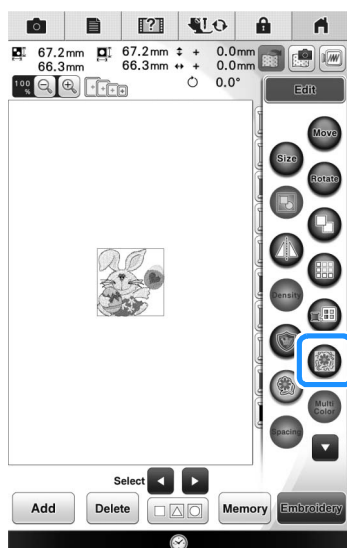 67.2mm 67.2mm + 0.0mm
66.3mm 66.3mm + 0.0mm
100 % 0.0°
Edit
Move
Size
Rotate
Density
Multi Color
Spacing
Select
Add Delete Memory Embroidery